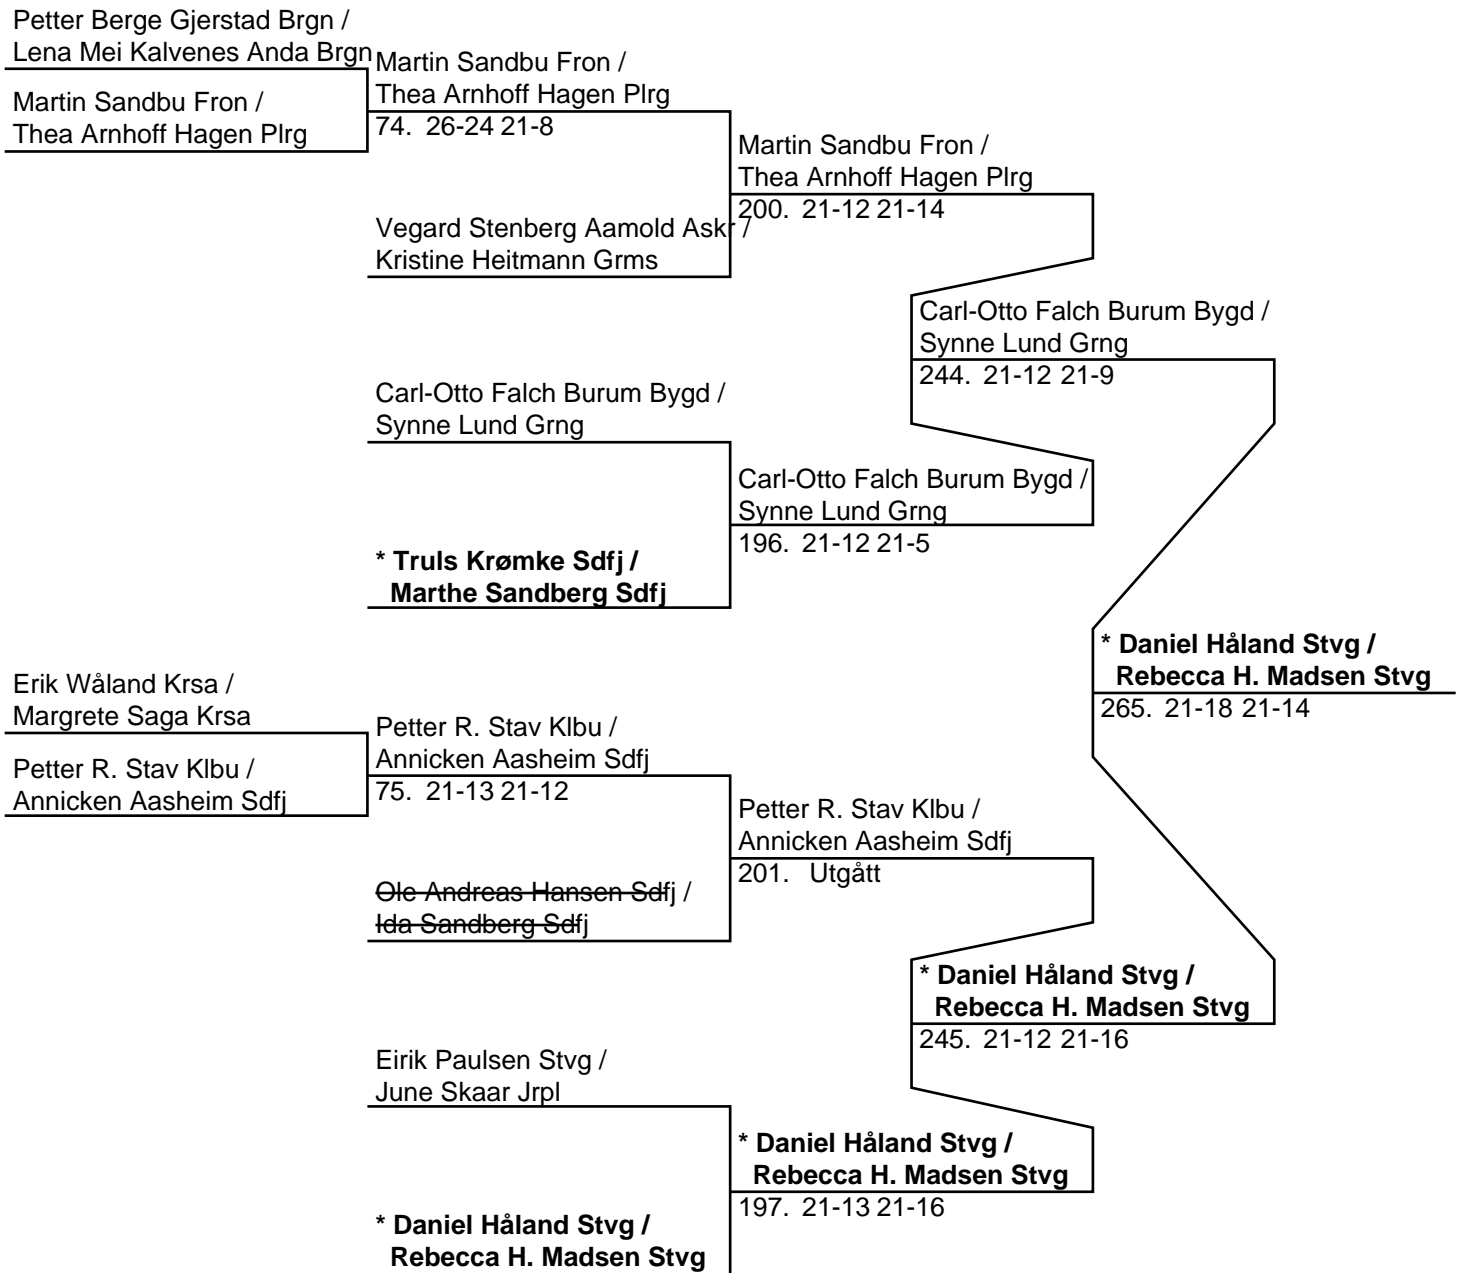 Petter Berge Gjerstad Brgn /
Lena Mei Kalvenes Anda Brgn
Martin Sandbu Fron /
Thea Arnhoff Hagen Plrg
Martin Sandbu Fron /
Thea Arnhoff Hagen Plrg
74. 26-24 21-8
Vegard Stenberg Aamold Askr /
Kristine Heitmann Grms
Martin Sandbu Fron /
Thea Arnhoff Hagen Plrg
200. 21-12 21-14
Carl-Otto Falch Burum Bygd /
Synne Lund Grng
* Truls Krømke Sdfj /
Marthe Sandberg Sdfj
Carl-Otto Falch Burum Bygd /
Synne Lund Grng
196. 21-12 21-5
Carl-Otto Falch Burum Bygd /
Synne Lund Grng
244. 21-12 21-9
Erik Wåland Krsa /
Margrete Saga Krsa
Petter R. Stav Klbu /
Annicken Aasheim Sdfj
Petter R. Stav Klbu /
Annicken Aasheim Sdfj
75. 21-13 21-12
Ole Andreas Hansen Sdfj /
Ida Sandberg Sdfj
Petter R. Stav Klbu /
Annicken Aasheim Sdfj
201. Utgått
Eirik Paulsen Stvg /
June Skaar Jrpl
* Daniel Håland Stvg /
Rebecca H. Madsen Stvg
* Daniel Håland Stvg /
Rebecca H. Madsen Stvg
197. 21-13 21-16
* Daniel Håland Stvg /
Rebecca H. Madsen Stvg
245. 21-12 21-16
* Daniel Håland Stvg /
Rebecca H. Madsen Stvg
265. 21-18 21-14